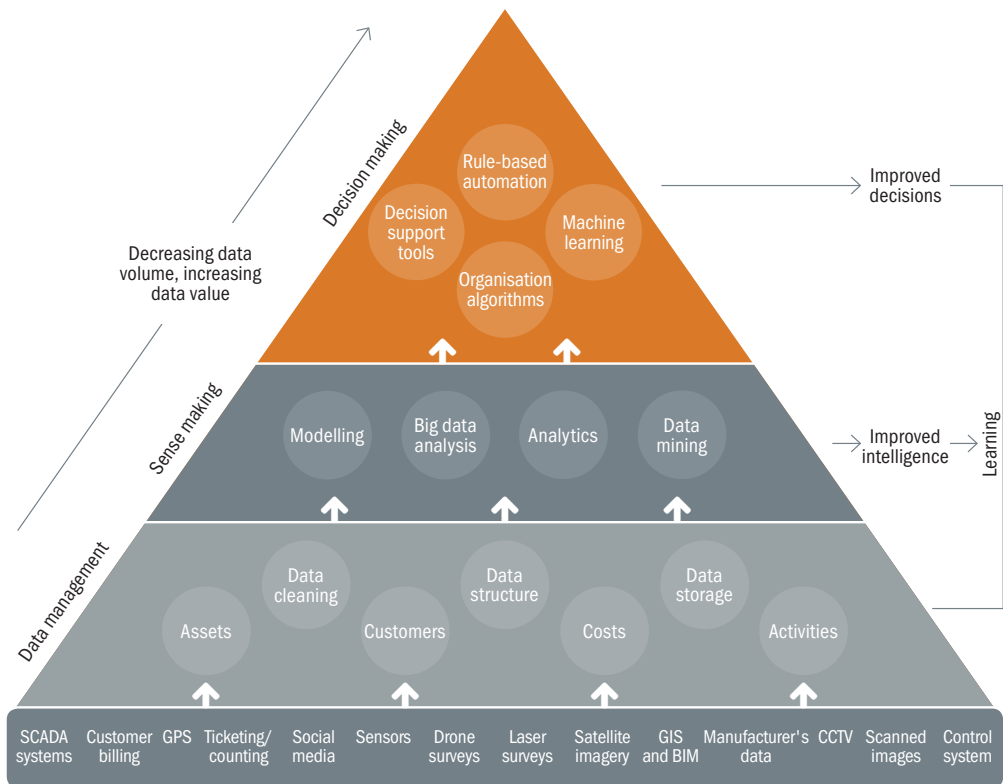 Decision making
Rule-based
automation
Decision
support
tools
Machine
learning
Organisation
algorithms
Improved
decisions
Decreasing data
volume, increasing
data value
Sense making
Modelling
Big data
analysis
Analytics
Data
mining
Improved
intelligence
Learning
Data management
Data
cleaning
Data
structure
Data
storage
Assets
Customers
Costs
Activities
SCADA
systems
Customer
billing
GPS
Ticketing/
counting
Social
media
Sensors
Drone
surveys
Laser
surveys
Satellite
imagery
GIS
and BIM
Manufacturer's
data
CCTV
Scanned
images
Control
system